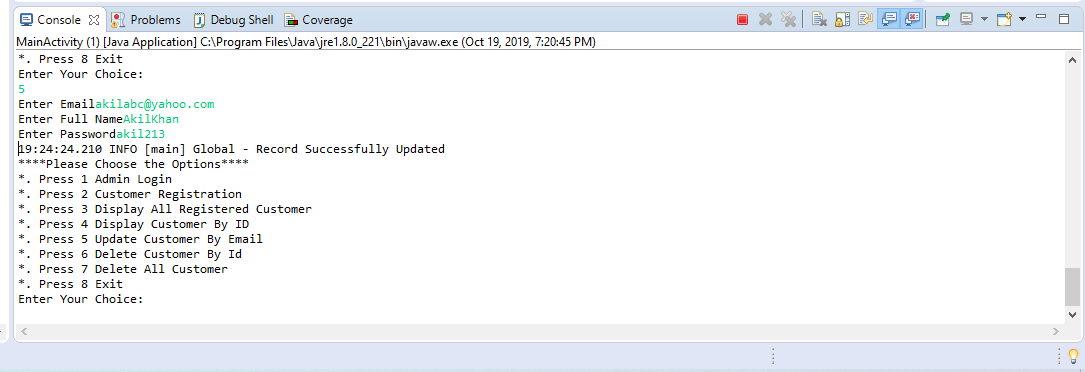 Console Problems Debug Shell Coverage
MainActivity (1) [Java Application] C:\Program Files\Java\jre1.8.0_221\bin\javaw.exe (Oct 19, 2019, 7:20:45 PM)
*. Press 8 Exit
Enter Your Choice:
5
Enter Emailakilabc@yahoo.com
Enter Full NameAkilKhan
Enter Passwordakil213
19:24:24.210 INFO [main] Global - Record Successfully Updated
****Please Choose the Options****
*. Press 1 Admin Login
*. Press 2 Customer Registration
*. Press 3 Display All Registered Customer
*. Press 4 Display Customer By ID
*. Press 5 Update Customer By Email
*. Press 6 Delete Customer By Id
*. Press 7 Delete All Customer
*. Press 8 Exit
Enter Your Choice: